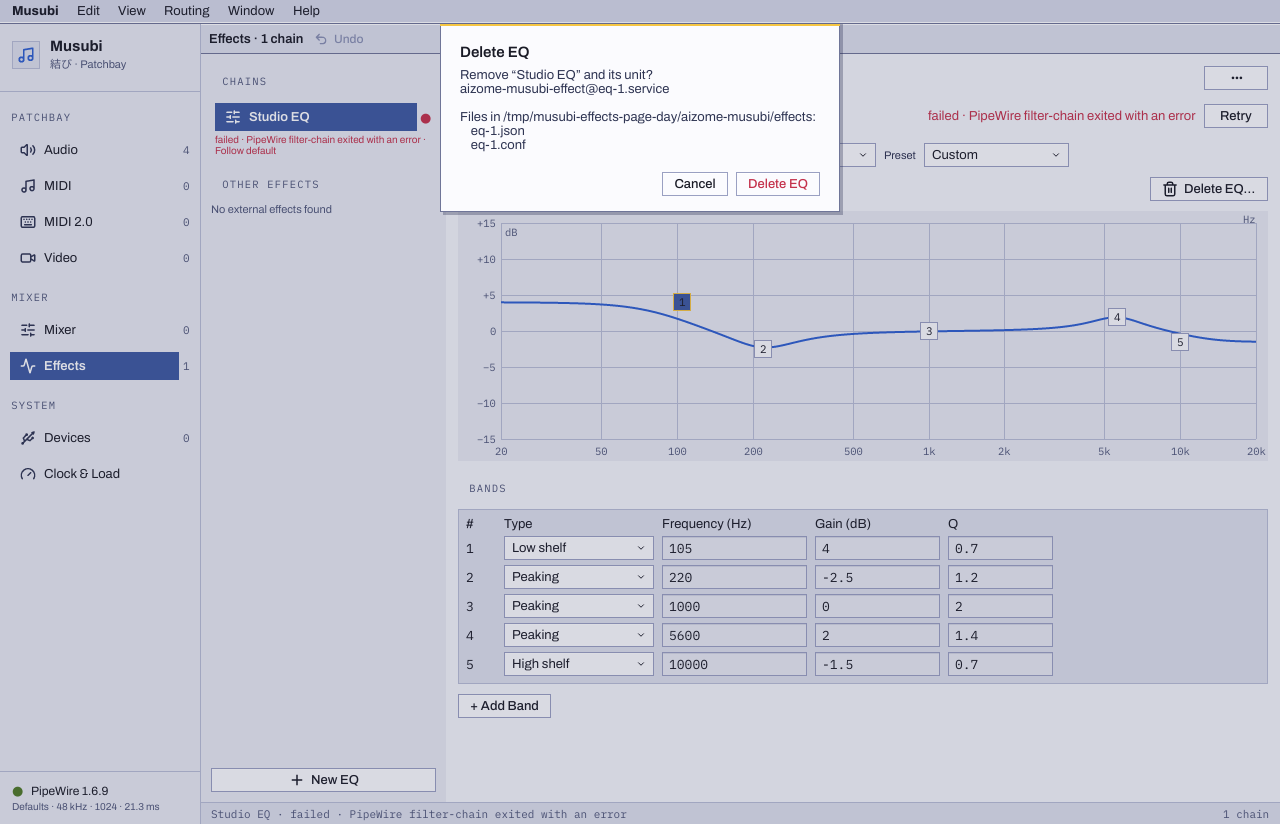 Musubi Edit View Routing Window Help
Musubi
結び · Patchbay
PATCHBAY
Audio 4
MIDI 0
MIDI 2.0 0
Video 0
MIXER
Mixer 0
Effects 1
SYSTEM
Devices 0
Clock & Load
PipeWire 1.6.9
Defaults · 48 kHz · 1024 · 21.3 ms
Effects · 1 chain Undo
CHAINS
Studio EQ
failed · PipeWire filter-chain exited with an error ·
Follow default
OTHER EFFECTS
No external effects found
New EQ
Delete EQ
Remove “Studio EQ” and its unit?
aizome-musubi-effect@eq-1.service
Files in /tmp/musubi-effects-page-day/aizome-musubi/effects:
eq-1.json
eq-1.conf
Cancel Delete EQ
...
failed · PipeWire filter-chain exited with an error Retry
Preset Custom
Delete EQ...
Hz
dB
+15
+10
+5
0
−5
−10
−15
1 2 3 4 5
20 50 100 200 500 1k 2k 5k 10k 20k
BANDS
# Type Frequency (Hz) Gain (dB) Q
1 Low shelf 105 4 0.7
2 Peaking 220 -2.5 1.2
3 Peaking 1000 0 2
4 Peaking 5600 2 1.4
5 High shelf 10000 -1.5 0.7
+ Add Band
Studio EQ · failed · PipeWire filter-chain exited with an error 1 chain